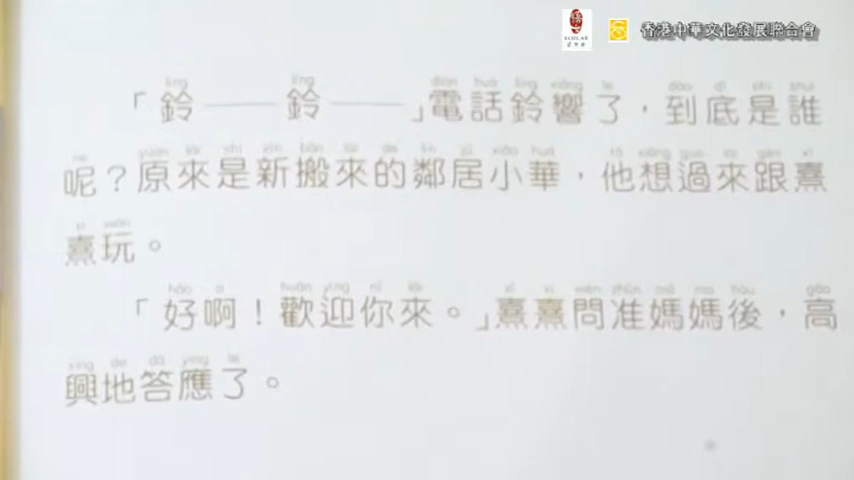 香港中華文化發展聯合會
SCHOLAR
「鈴——鈴——」電話鈴響了，到底是誰
呢？原來是新搬來的鄰居小華，他想過來跟熹
熹玩。
「好啊！歡迎你來。」熹熹問准媽媽後，高
興地答應了。